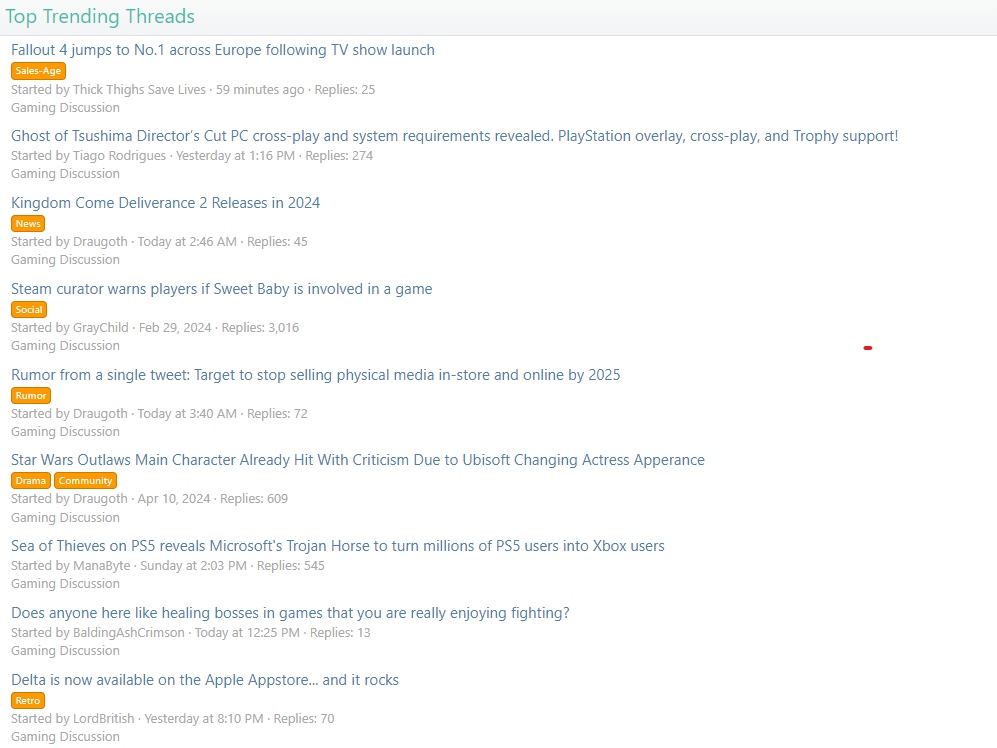 Top Trending Threads
Fallout 4 jumps to No.1 across Europe following TV show launch
Sales-Age
Started by Thick Thighs Save Lives · 59 minutes ago · Replies: 25
Gaming Discussion
Ghost of Tsushima Director’s Cut PC cross-play and system requirements revealed. PlayStation overlay, cross-play, and Trophy support!
Started by Tiago Rodrigues · Yesterday at 1:16 PM · Replies: 274
Gaming Discussion
Kingdom Come Deliverance 2 Releases in 2024
News
Started by Draugoth · Today at 2:46 AM · Replies: 45
Gaming Discussion
Steam curator warns players if Sweet Baby is involved in a game
Social
Started by GrayChild · Feb 29, 2024 · Replies: 3,016
Gaming Discussion
Rumor from a single tweet: Target to stop selling physical media in-store and online by 2025
Rumor
Started by Draugoth · Today at 3:40 AM · Replies: 72
Gaming Discussion
Star Wars Outlaws Main Character Already Hit With Criticism Due to Ubisoft Changing Actress Apperance
Drama Community
Started by Draugoth · Apr 10, 2024 · Replies: 609
Gaming Discussion
Sea of Thieves on PS5 reveals Microsoft's Trojan Horse to turn millions of PS5 users into Xbox users
Started by ManaByte · Sunday at 2:03 PM · Replies: 545
Gaming Discussion
Does anyone here like healing bosses in games that you are really enjoying fighting?
Started by BaldingAshCrimson · Today at 12:25 PM · Replies: 13
Gaming Discussion
Delta is now available on the Apple Appstore... and it rocks
Retro
Started by LordBritish · Yesterday at 8:10 PM · Replies: 70
Gaming Discussion